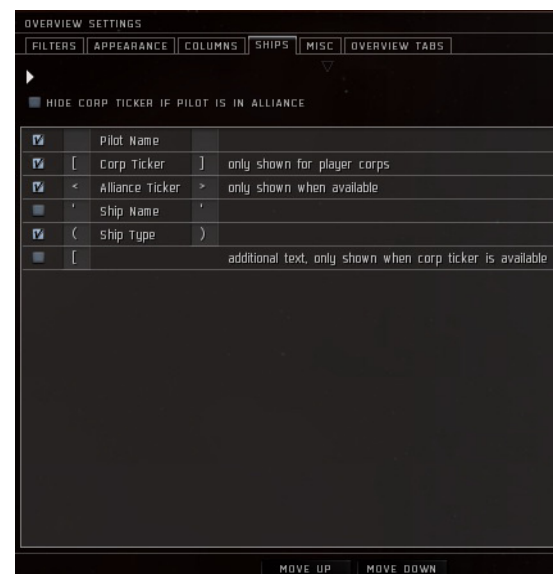 OVERVIEW SETTINGS
FILTERS APPEARANCE COLUMNS SHIPS MISC OVERVIEW TABS
HIDE CORP TICKER IF PILOT IS IN ALLIANCE
Pilot Name
[ Corp Ticker ] only shown for player corps
< Alliance Ticker > only shown when available
' Ship Name '
( Ship Type )
[ additional text, only shown when corp ticker is available
MOVE UP MOVE DOWN